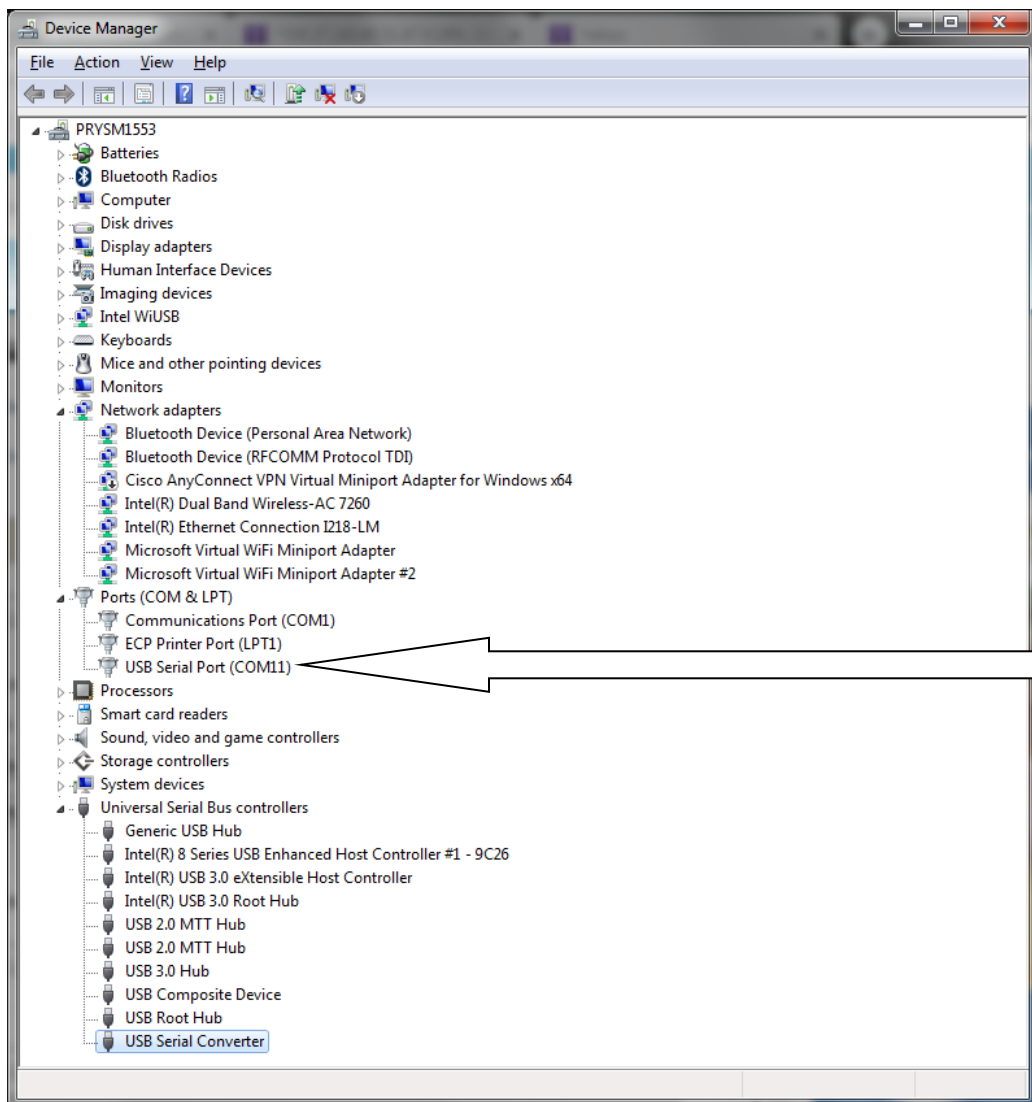 Device Manager
File Action View Help
PRYSM1553
Batteries
Bluetooth Radios
Computer
Disk drives
Display adapters
Human Interface Devices
Imaging devices
Intel WiUSB
Keyboards
Mice and other pointing devices
Monitors
Network adapters
Bluetooth Device (Personal Area Network)
Bluetooth Device (RFCOMM Protocol TDI)
Cisco AnyConnect VPN Virtual Miniport Adapter for Windows x64
Intel(R) Dual Band Wireless-AC 7260
Intel(R) Ethernet Connection I218-LM
Microsoft Virtual WiFi Miniport Adapter
Microsoft Virtual WiFi Miniport Adapter #2
Ports (COM & LPT)
Communications Port (COM1)
ECP Printer Port (LPT1)
USB Serial Port (COM11)
Processors
Smart card readers
Sound, video and game controllers
Storage controllers
System devices
Universal Serial Bus controllers
Generic USB Hub
Intel(R) 8 Series USB Enhanced Host Controller #1 - 9C26
Intel(R) USB 3.0 eXtensible Host Controller
Intel(R) USB 3.0 Root Hub
USB 2.0 MTT Hub
USB 2.0 MTT Hub
USB 3.0 Hub
USB Composite Device
USB Root Hub
USB Serial Converter